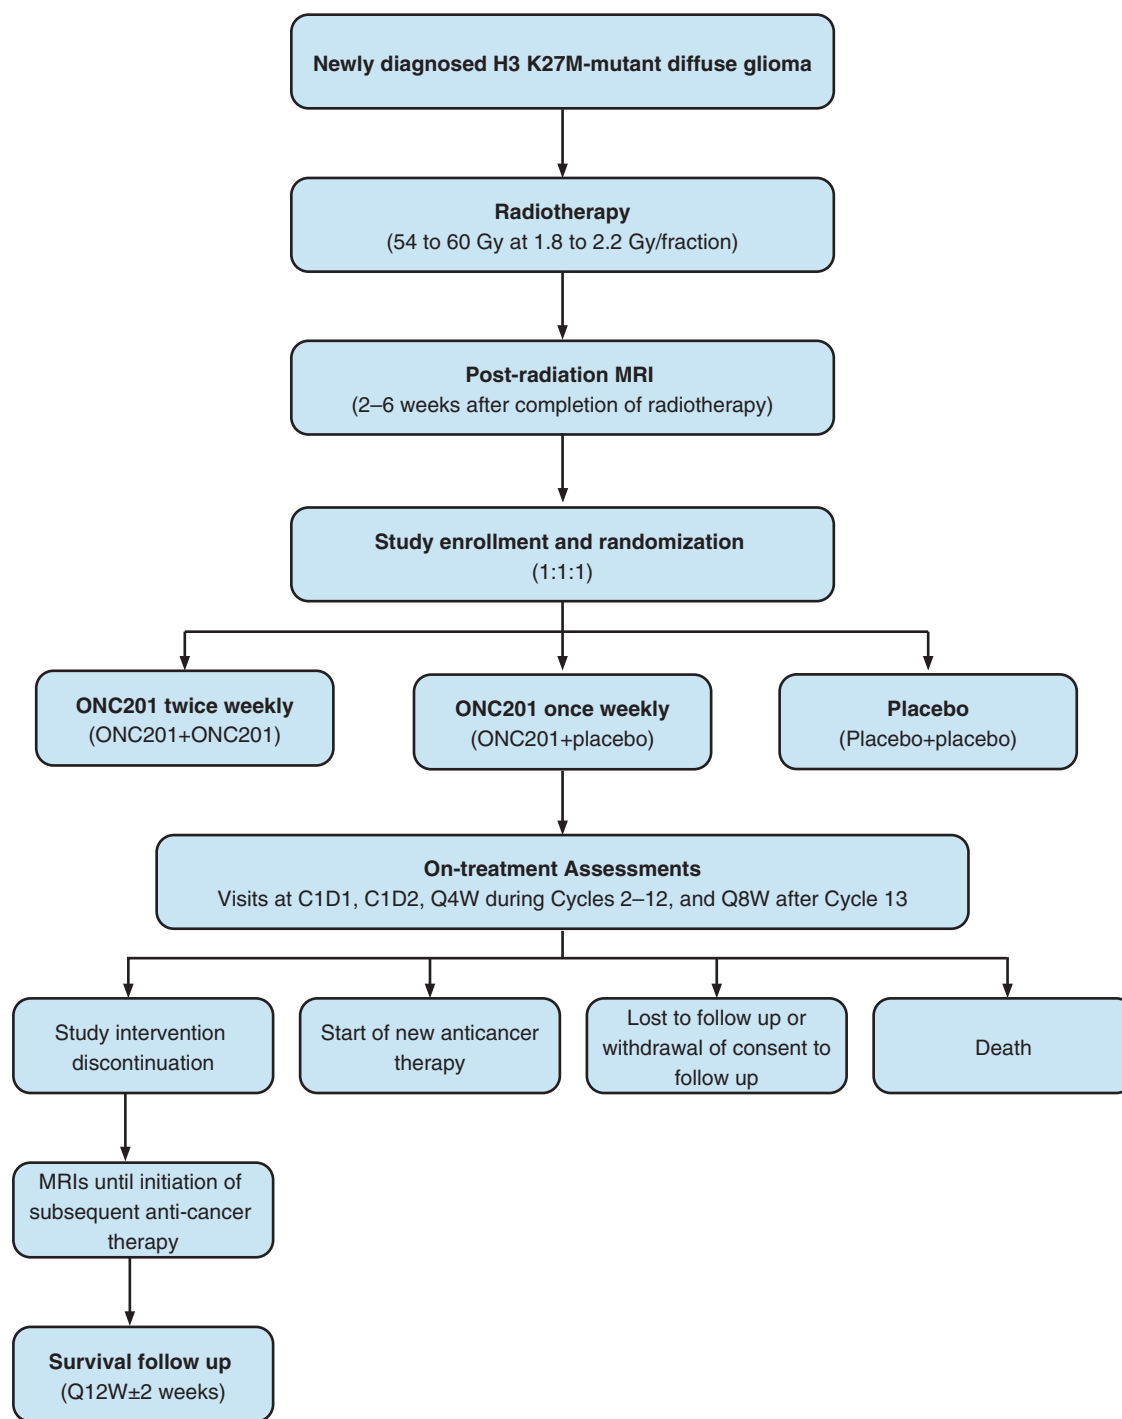 Newly diagnosed H3 K27M-mutant diffuse glioma
Radiotherapy
(54 to 60 Gy at 1.8 to 2.2 Gy/fraction)
Post-radiation MRI
(2–6 weeks after completion of radiotherapy)
Study enrollment and randomization
(1:1:1)
ONC201 twice weekly
(ONC201+ONC201)
ONC201 once weekly
(ONC201+placebo)
Placebo
(Placebo+placebo)
On-treatment Assessments
Visits at C1D1, C1D2, Q4W during Cycles 2–12, and Q8W after Cycle 13
Study intervention
discontinuation
Start of new anticancer
therapy
Lost to follow up or
withdrawal of consent to
follow up
Death
MRIs until initiation of
subsequent anti-cancer
therapy
Survival follow up
(Q12W±2 weeks)